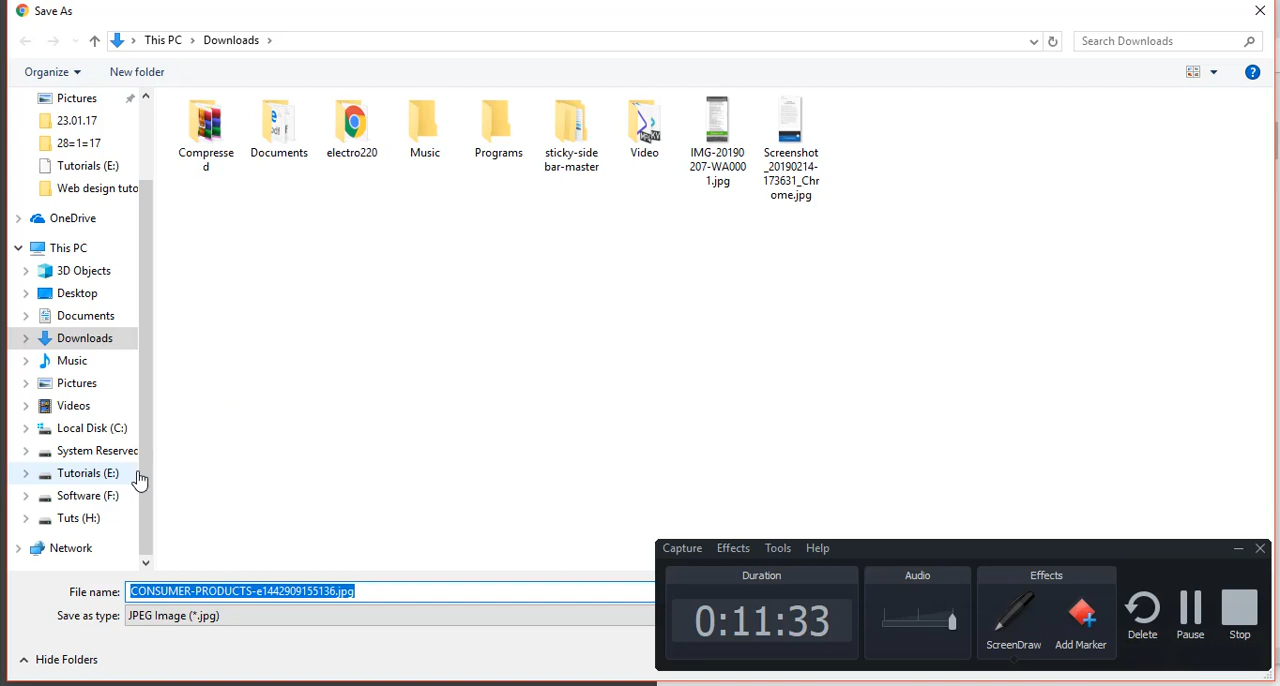 Save As
This PC > Downloads >
Search Downloads
Organize
New folder
Pictures
23.01.17
28=1=17
Tutorials (E:)
Web design tuto
OneDrive
This PC
3D Objects
Desktop
Documents
Downloads
Music
Pictures
Videos
Local Disk (C:)
System Reserved
Tutorials (E:)
Software (F:)
Tuts (H:)
Network
Compresse
d
Documents
electro220
Music
Programs
sticky-side
bar-master
Video
IMG-20190
207-WA000
1.jpg
Screenshot
_20190214-
173631_Chr
ome.jpg
File name: CONSUMER-PRODUCTS-e1442909155136.jpg
Save as type: JPEG Image (*.jpg)
Hide Folders
Capture Effects Tools Help
Duration
0:11:33
Audio
Effects
ScreenDraw
Add Marker
Delete
Pause
Stop